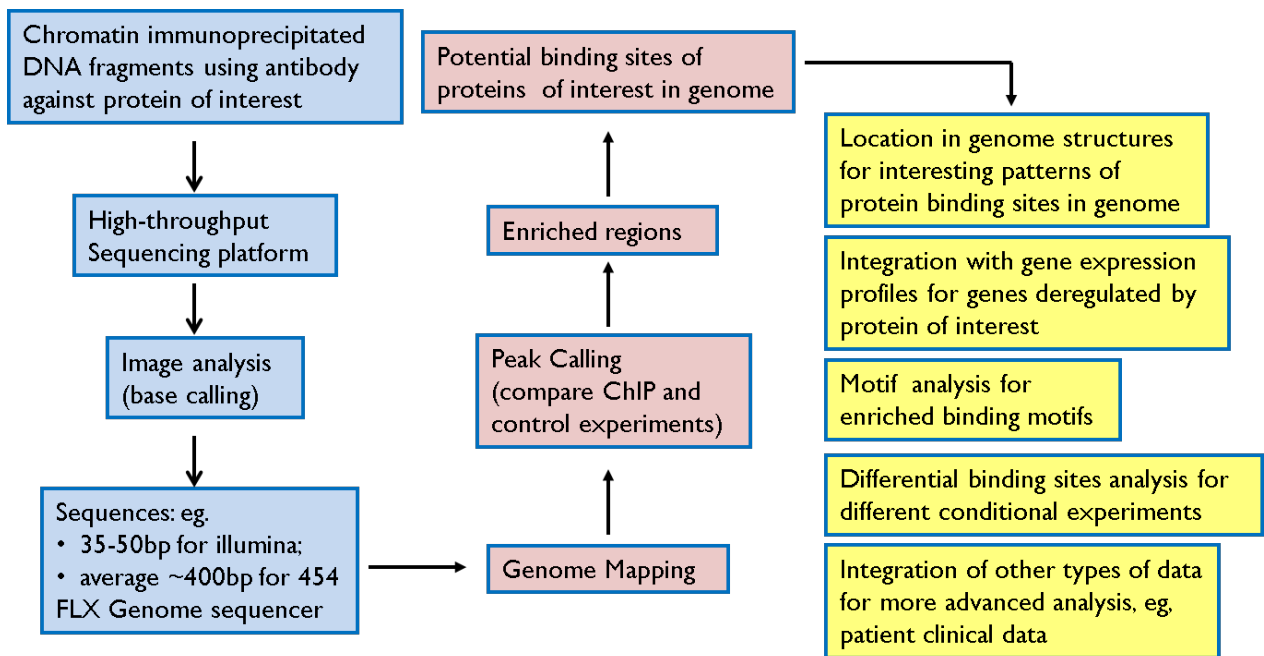 Chromatin immunoprecipitated
DNA fragments using antibody
against protein of interest
High-throughput
Sequencing platform
Image analysis
(base calling)
Sequences: eg.
• 35-50bp for illumina;
• average ~400bp for 454
FLX Genome sequencer
Genome Mapping
Peak Calling
(compare ChIP and
control experiments)
Enriched regions
Potential binding sites of
proteins of interest in genome
Location in genome structures
for interesting patterns of
protein binding sites in genome
Integration with gene expression
profiles for genes deregulated by
protein of interest
Motif analysis for
enriched binding motifs
Differential binding sites analysis for
different conditional experiments
Integration of other types of data
for more advanced analysis, eg,
patient clinical data